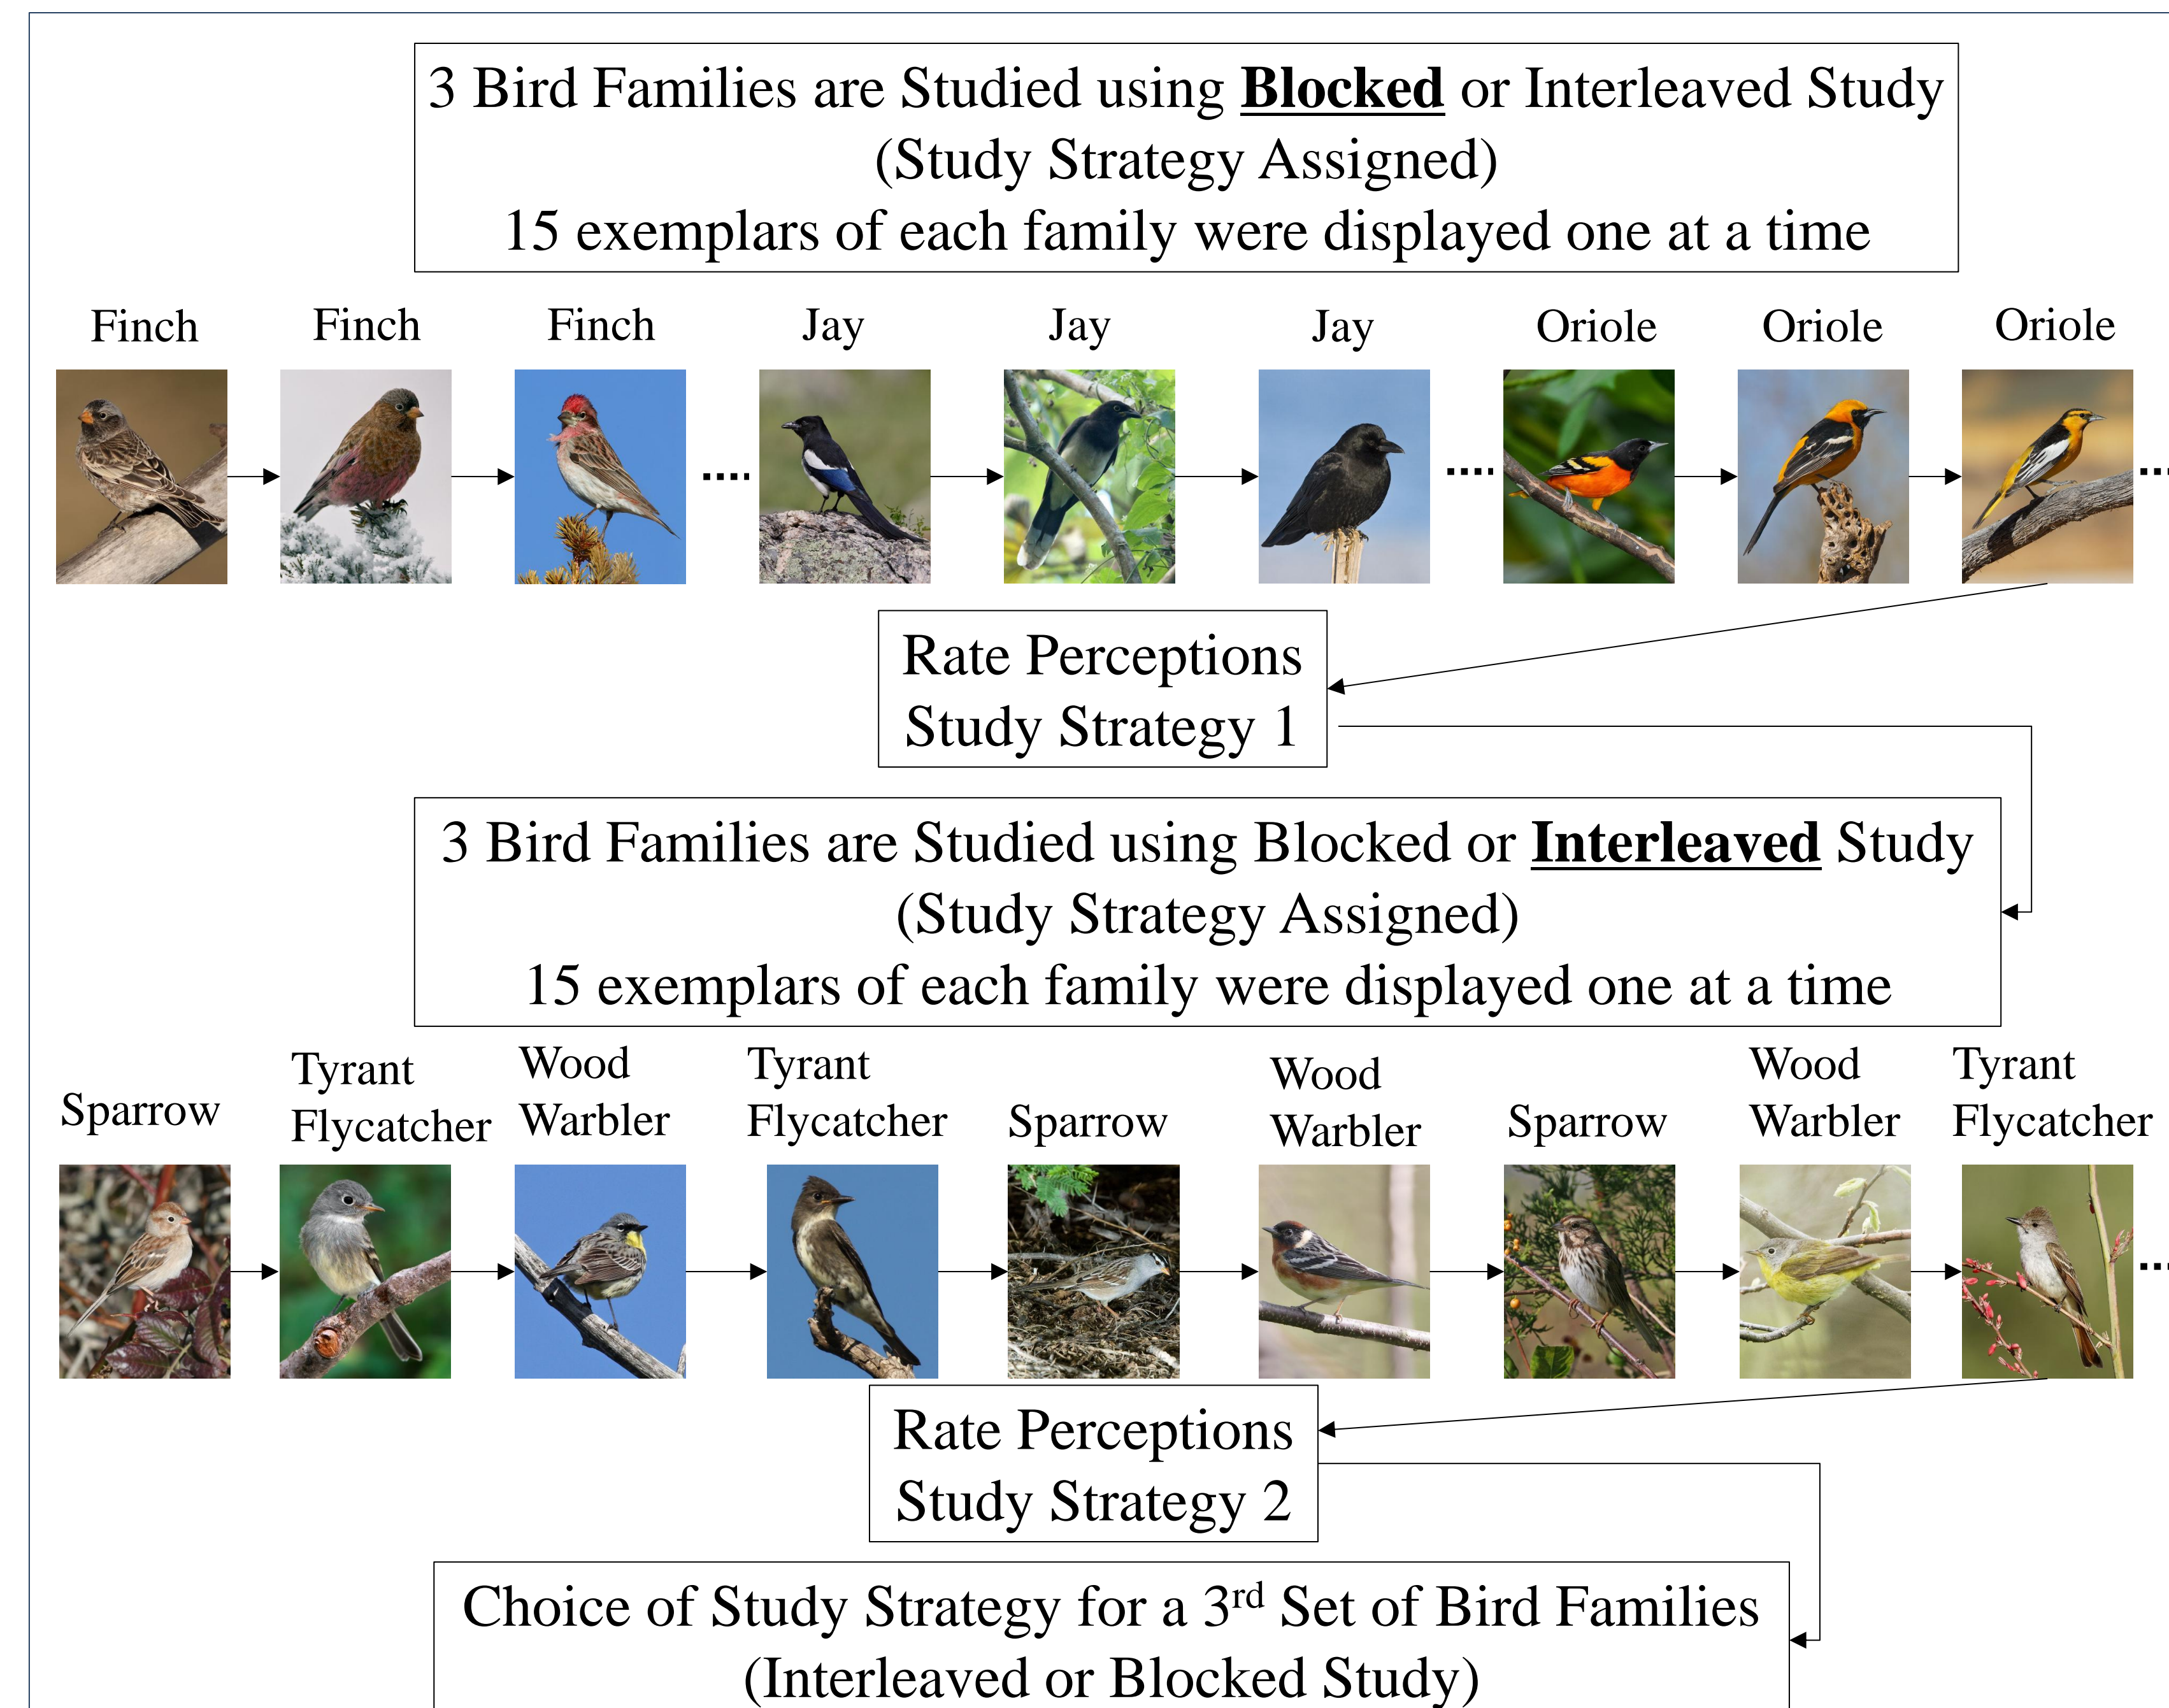 3 Bird Families are Studied using Blocked or Interleaved Study
(Study Strategy Assigned)
15 exemplars of each family were displayed one at a time
Finch
Finch
Finch
Jay
Jay
Jay
Oriole
Oriole
Oriole
Rate Perceptions
Study Strategy 1
3 Bird Families are Studied using Blocked or Interleaved Study
(Study Strategy Assigned)
15 exemplars of each family were displayed one at a time
Sparrow
Tyrant
Flycatcher
Wood
Warbler
Tyrant
Flycatcher
Sparrow
Wood
Warbler
Sparrow
Wood
Warbler
Tyrant
Flycatcher
Rate Perceptions
Study Strategy 2
Choice of Study Strategy for a 3rd Set of Bird Families
(Interleaved or Blocked Study)